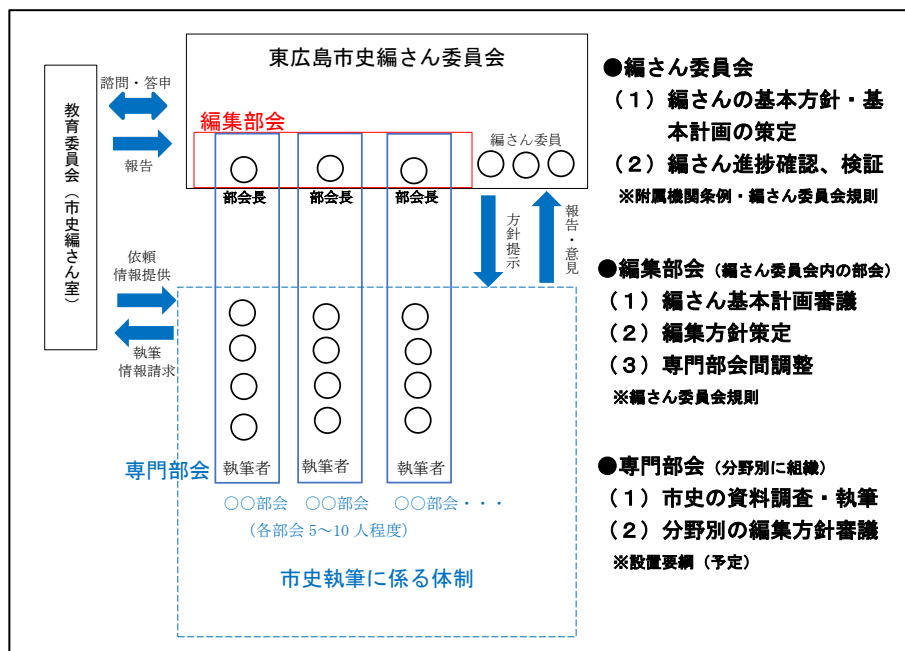 東広島市史編さん委員会
教育委員会（市史編さん室）
諮問・答申
報告
編集部会
編さん委員
部会長
部会長
部会長
方針提示
報告・意見
依頼
情報提供
執筆
情報請求
専門部会
執筆者
執筆者
執筆者
〇〇部会
〇〇部会
〇〇部会・・・
（各部会 5～10 人程度）
市史執筆に係る体制
●編さん委員会
（１）編さんの基本方針・基
本計画の策定
（２）編さん進捗確認、検証
※附属機関条例・編さん委員会規則
●編集部会（編さん委員会内の部会）
（１）編さん基本計画審議
（２）編集方針策定
（３）専門部会間調整
※編さん委員会規則
●専門部会（分野別に組織）
（１）市史の資料調査・執筆
（２）分野別の編集方針審議
※設置要綱（予定）